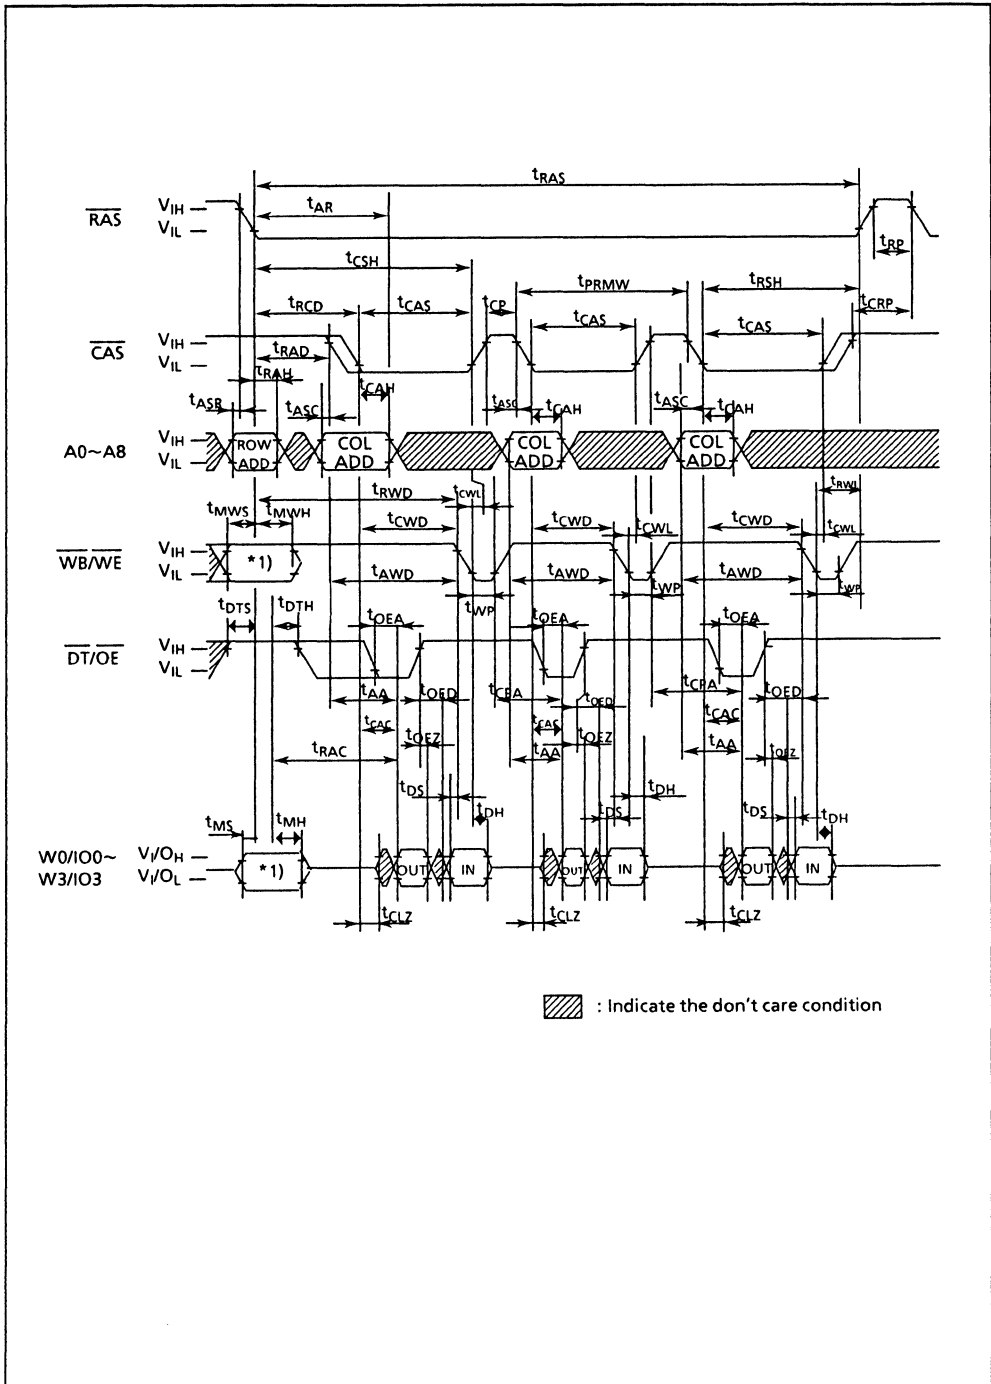 tRAS
tAR
RAS VIH VIL
tRP
tCSH
tPRMW tRSH
tRCD tCAS tCP tCRP
tCAS tCAS
CAS VIH VIL
tRAD
tRAH
tCAH
tASR tASC tASC tCAH tASC tCAH
A0~A8 VIH VIL ROW ADD COL ADD COL ADD COL ADD
tRWD tCWL tRWL
tMWS tMWH tCWD tCWD tCWL tCWD tCWL
WB/WE VIH VIL *1)
tAWD tAWD tAWD
tWP tWP tWP
tDTS tDTH tOEA tOEA tOEA
DT/OE VIH VIL
tAA tOED tCPA tOED tCPA tOED
tCAC tCAC tCAC
tRAC tOEZ tAA tOEZ tAA tOEZ
tDS tDH tDS tDH tDS tDH
tMS tMH
W0/IO0~ VI/OH
W3/IO3 VI/OL
*1) OUT IN OUT IN OUT IN
tCLZ tCLZ tCLZ
: Indicate the don't care condition